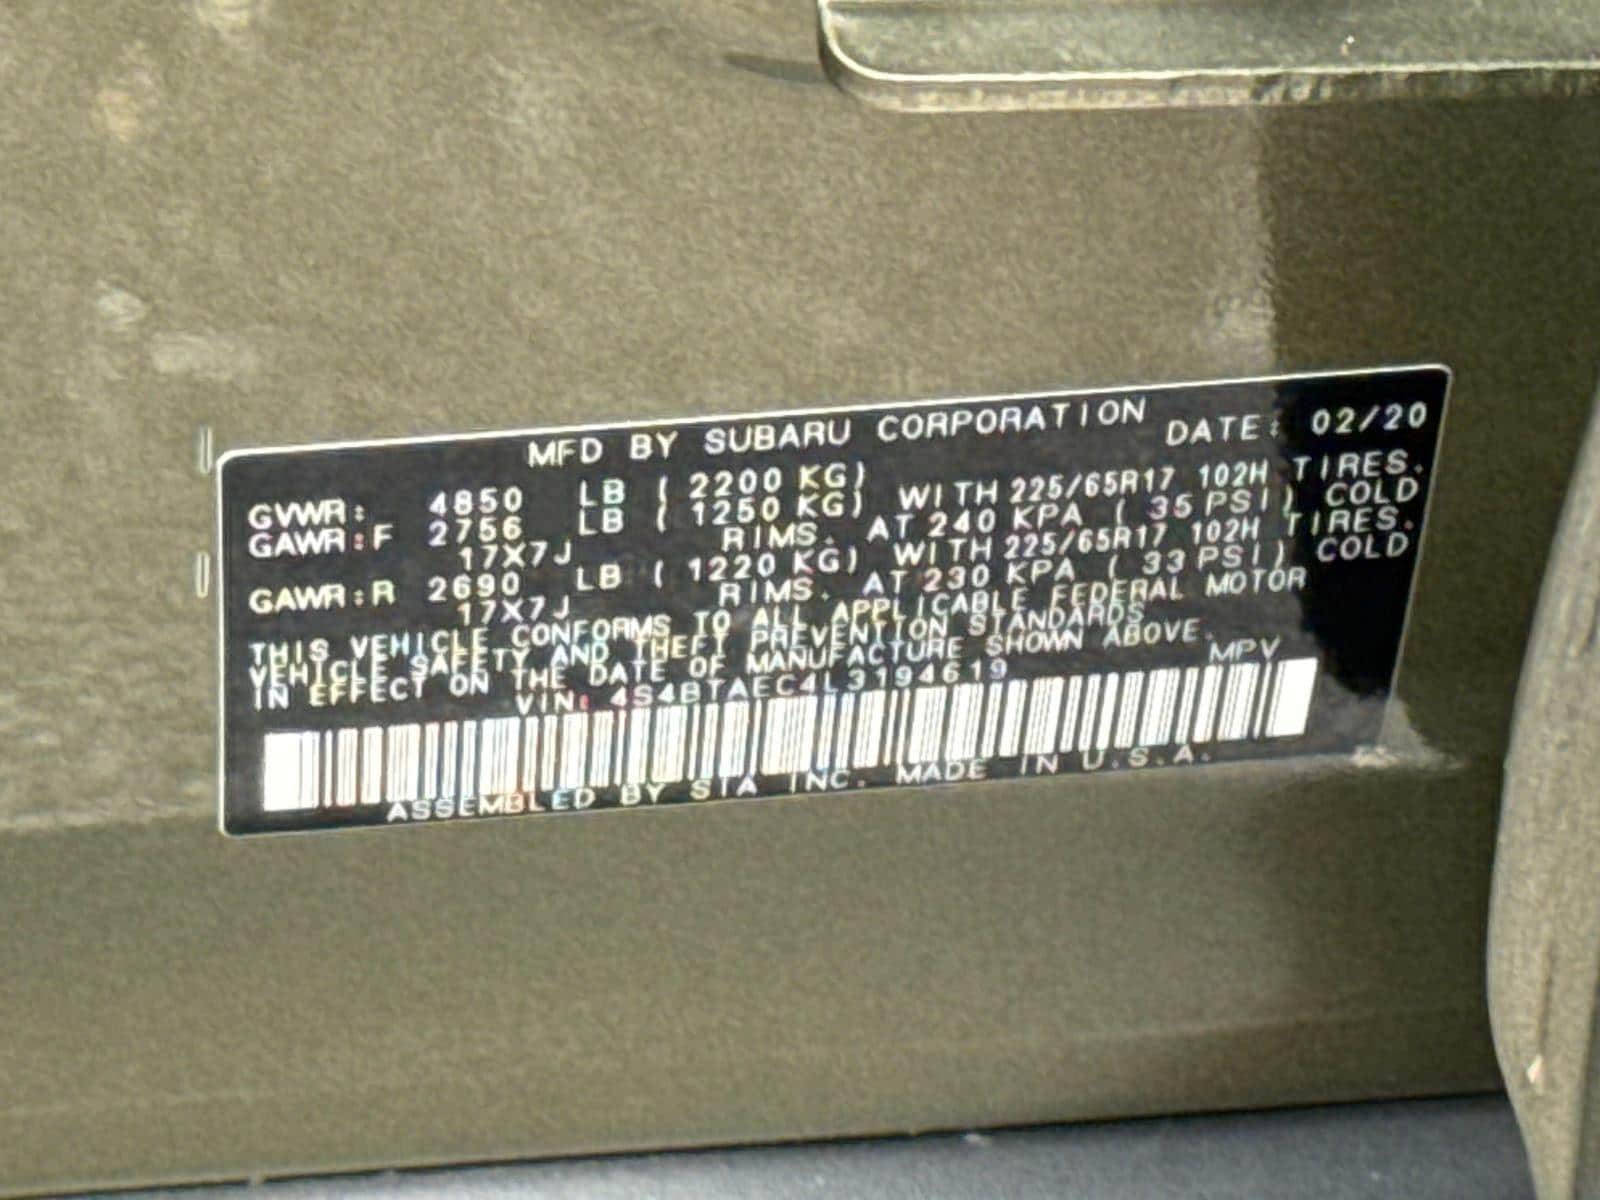 MFD BY SUBARU CORPORATION DATE: 02/20
GVWR: 4850 LB ( 2200 KG)
GAWR:F 2756 LB ( 1250 KG) WITH 225/65R17 102H TIRES.
17X7J RIMS. AT 240 KPA ( 35 PSI) COLD
GAWR:R 2690 LB ( 1220 KG) WITH 225/65R17 102H TIRES.
17X7J RIMS. AT 230 KPA ( 33 PSI) COLD
THIS VEHICLE CONFORMS TO ALL APPLICABLE FEDERAL MOTOR
VEHICLE SAFETY AND THEFT PREVENTION STANDARDS
IN EFFECT ON THE DATE OF MANUFACTURE SHOWN ABOVE.
VIN: 4S4BTAEC4L3194619 MPV
ASSEMBLED BY SIA INC. MADE IN U.S.A.